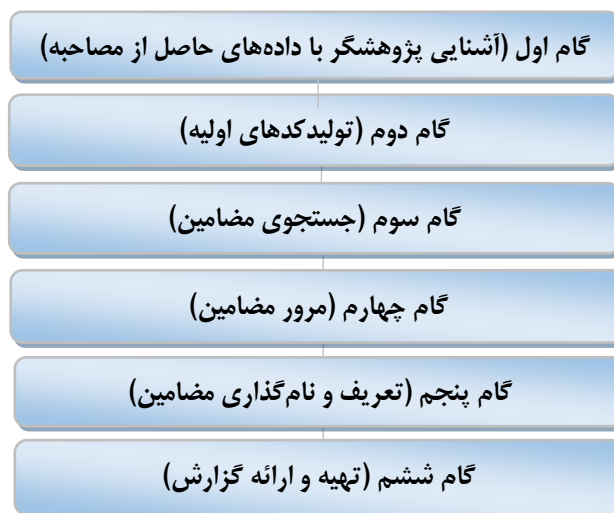 گام اول (آشنایی پژوهشگر با داده‌های حاصل از مصاحبه)
گام دوم (تولیدکدهای اولیه)
گام سوم (جستجوی مضامین)
گام چهارم (مرور مضامین)
گام پنجم (تعریف و نام‌گذاری مضامین)
گام ششم (تهیه و ارائه گزارش)